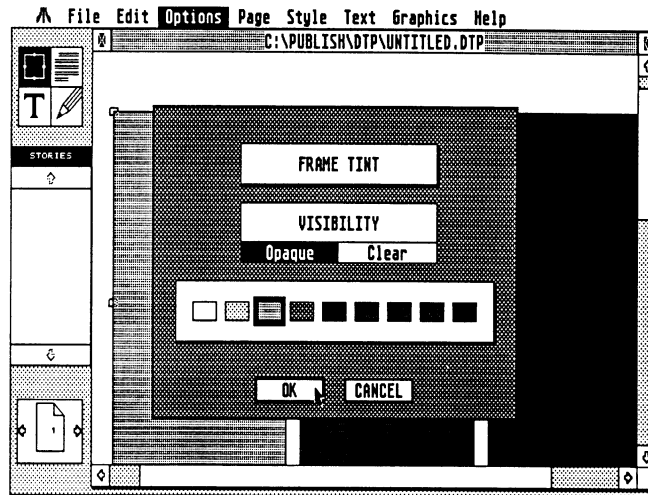 File Edit Options Page Style Text Graphics Help
C:\PUBLISH\DTP\UNTITLED.DTP
T
STORIES
FRAME TINT
VISIBILITY
Opaque Clear
OK CANCEL
1